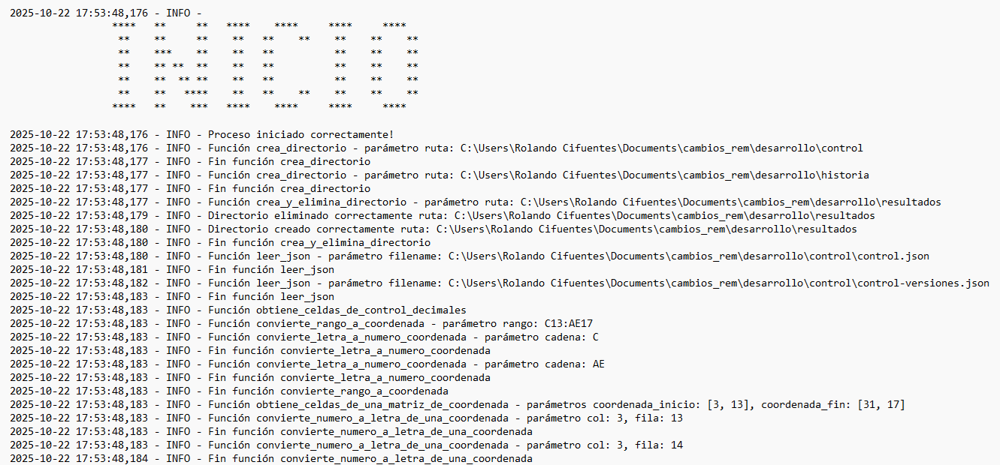 2025-10-22 17:53:48,176 - INFO -
                 ****   **     **   ****    ****     ****     ****
                  **    **     **    **   **    **    **    **    **
                  **    ***    **    **   **          **    **    **
                  **    ** **  **    **   **          **    **    **
                  **    **  ** **    **   **          **    **    **
                  **    **   ****    **   **    **    **    **    **
                 ****   **    ***   ****    ****     ****     ****
2025-10-22 17:53:48,176 - INFO - Proceso iniciado correctamente!
2025-10-22 17:53:48,176 - INFO - Función crea_directorio - parámetro ruta: C:\Users\Rolando Cifuentes\Documents\cambios_rem\desarrollo\control
2025-10-22 17:53:48,177 - INFO - Fin función crea_directorio
2025-10-22 17:53:48,177 - INFO - Función crea_directorio - parámetro ruta: C:\Users\Rolando Cifuentes\Documents\cambios_rem\desarrollo\historia
2025-10-22 17:53:48,177 - INFO - Fin función crea_directorio
2025-10-22 17:53:48,177 - INFO - Función crea_y_elimina_directorio - parámetro ruta: C:\Users\Rolando Cifuentes\Documents\cambios_rem\desarrollo\resultados
2025-10-22 17:53:48,179 - INFO - Directorio eliminado correctamente ruta: C:\Users\Rolando Cifuentes\Documents\cambios_rem\desarrollo\resultados
2025-10-22 17:53:48,180 - INFO - Directorio creado correctamente ruta: C:\Users\Rolando Cifuentes\Documents\cambios_rem\desarrollo\resultados
2025-10-22 17:53:48,180 - INFO - Fin función crea_y_elimina_directorio
2025-10-22 17:53:48,180 - INFO - Función leer_json - parámetro filename: C:\Users\Rolando Cifuentes\Documents\cambios_rem\desarrollo\control\control.json
2025-10-22 17:53:48,181 - INFO - Fin función leer_json
2025-10-22 17:53:48,182 - INFO - Función leer_json - parámetro filename: C:\Users\Rolando Cifuentes\Documents\cambios_rem\desarrollo\control\control-versiones.json
2025-10-22 17:53:48,183 - INFO - Fin función leer_json
2025-10-22 17:53:48,183 - INFO - Función obtiene_celdas_de_control_decimales
2025-10-22 17:53:48,183 - INFO - Función convierte_rango_a_coordenada - parámetro rango: C13:AE17
2025-10-22 17:53:48,183 - INFO - Función convierte_letra_a_numero_coordenada - parámetro cadena: C
2025-10-22 17:53:48,183 - INFO - Fin función convierte_letra_a_numero_coordenada
2025-10-22 17:53:48,183 - INFO - Función convierte_letra_a_numero_coordenada - parámetro cadena: AE
2025-10-22 17:53:48,183 - INFO - Fin función convierte_letra_a_numero_coordenada
2025-10-22 17:53:48,183 - INFO - Fin función convierte_rango_a_coordenada
2025-10-22 17:53:48,183 - INFO - Función obtiene_celdas_de_una_matriz_de_coordenada - parámetros coordenada_inicio: [3, 13], coordenada_fin: [31, 17]
2025-10-22 17:53:48,183 - INFO - Función convierte_numero_a_letra_de_una_coordenada - parámetro col: 3, fila: 13
2025-10-22 17:53:48,183 - INFO - Fin función convierte_numero_a_letra_de_una_coordenada
2025-10-22 17:53:48,183 - INFO - Función convierte_numero_a_letra_de_una_coordenada - parámetro col: 3, fila: 14
2025-10-22 17:53:48,184 - INFO - Fin función convierte_numero_a_letra_de_una_coordenada